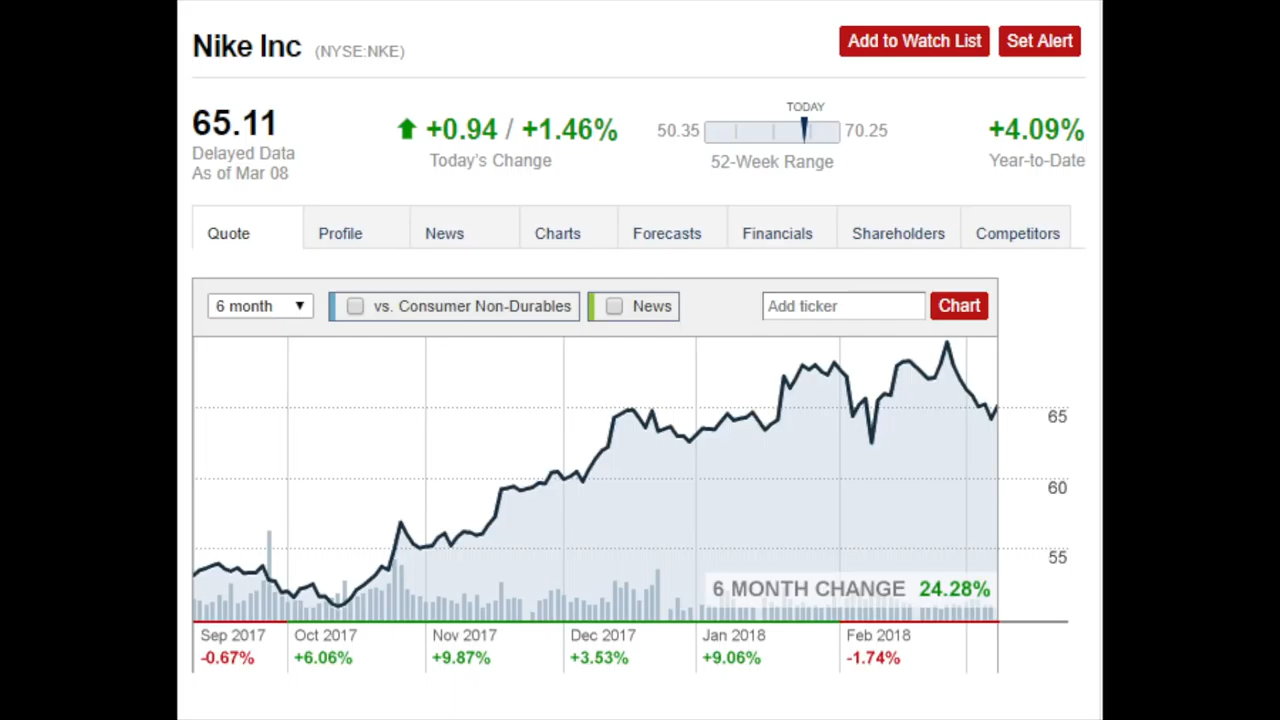 Nike Inc (NYSE:NKE) Add to Watch List Set Alert
TODAY
65.11 +0.94 / +1.46% 50.35 70.25 +4.09%
Delayed Data Today's Change 52-Week Range Year-to-Date
As of Mar 08
Quote Profile News Charts Forecasts Financials Shareholders Competitors
6 month vs. Consumer Non-Durables News Add ticker Chart
65
60
55
6 MONTH CHANGE 24.28%
Sep 2017 Oct 2017 Nov 2017 Dec 2017 Jan 2018 Feb 2018
-0.67% +6.06% +9.87% +3.53% +9.06% -1.74%